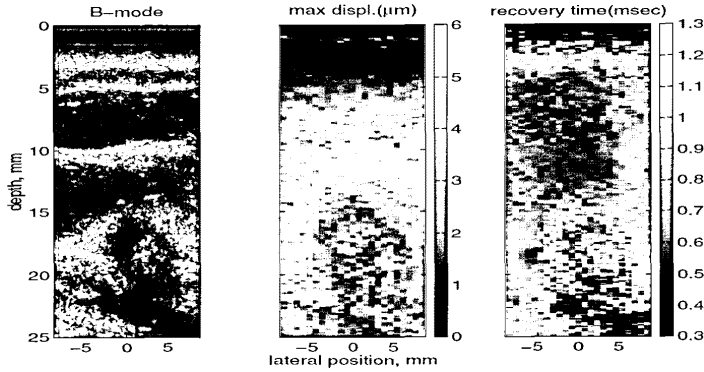 B-mode max displ.(μm) recovery time(msec)
0 6 1.3
5 1.2
5 1.1
4 1
10 0.9
depth, mm 3
15 0.8
2 0.7
20 0.6
1 0.5
0.4
25 0 0.3
-5 0 5 -5 0 5 -5 0 5
lateral position, mm